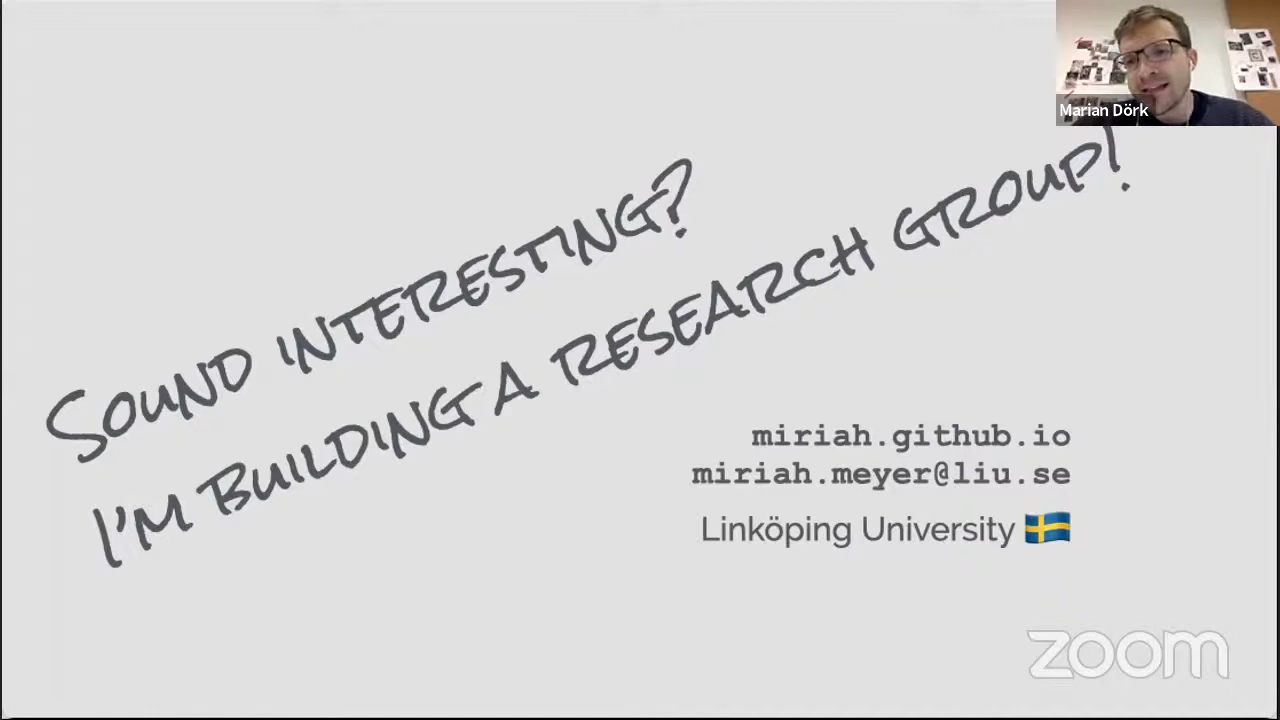 Marian Dörk
SOUND INTERESTING?
I'M BUILDING A RESEARCH GROUP!
miriah.github.io
miriah.meyer@liu.se
Linköping University
zoom